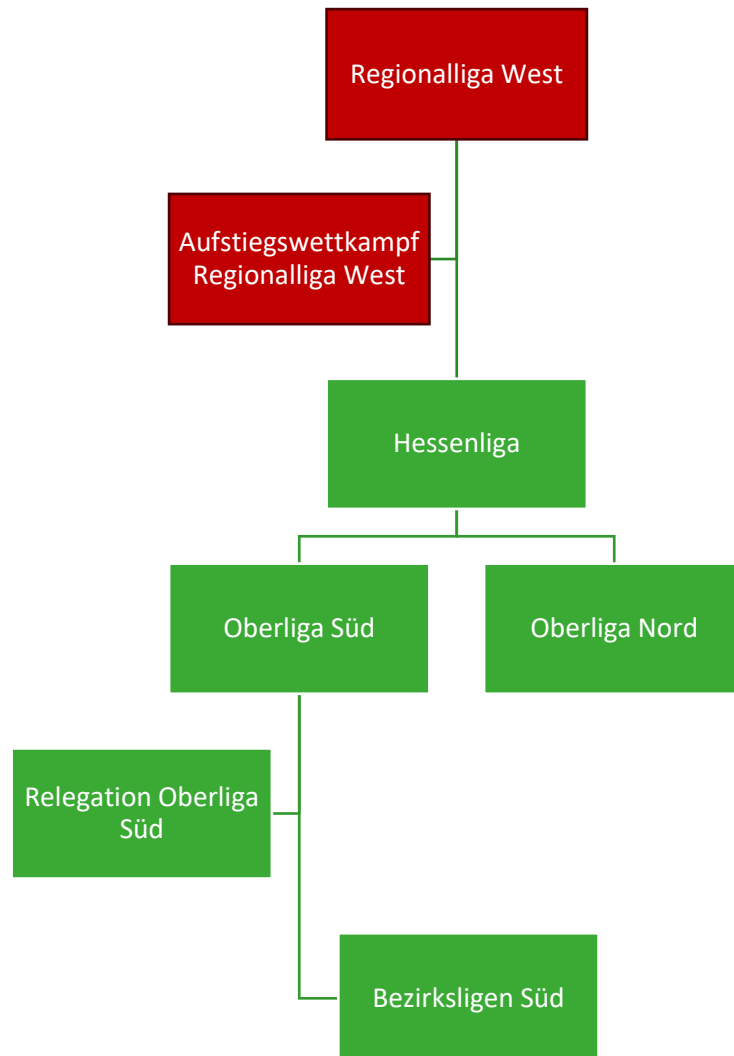 Regionalliga West
Aufstiegswettkampf
Regionalliga West
Hessenliga
Oberliga Süd
Oberliga Nord
Relegation Oberliga
Süd
Bezirksligen Süd